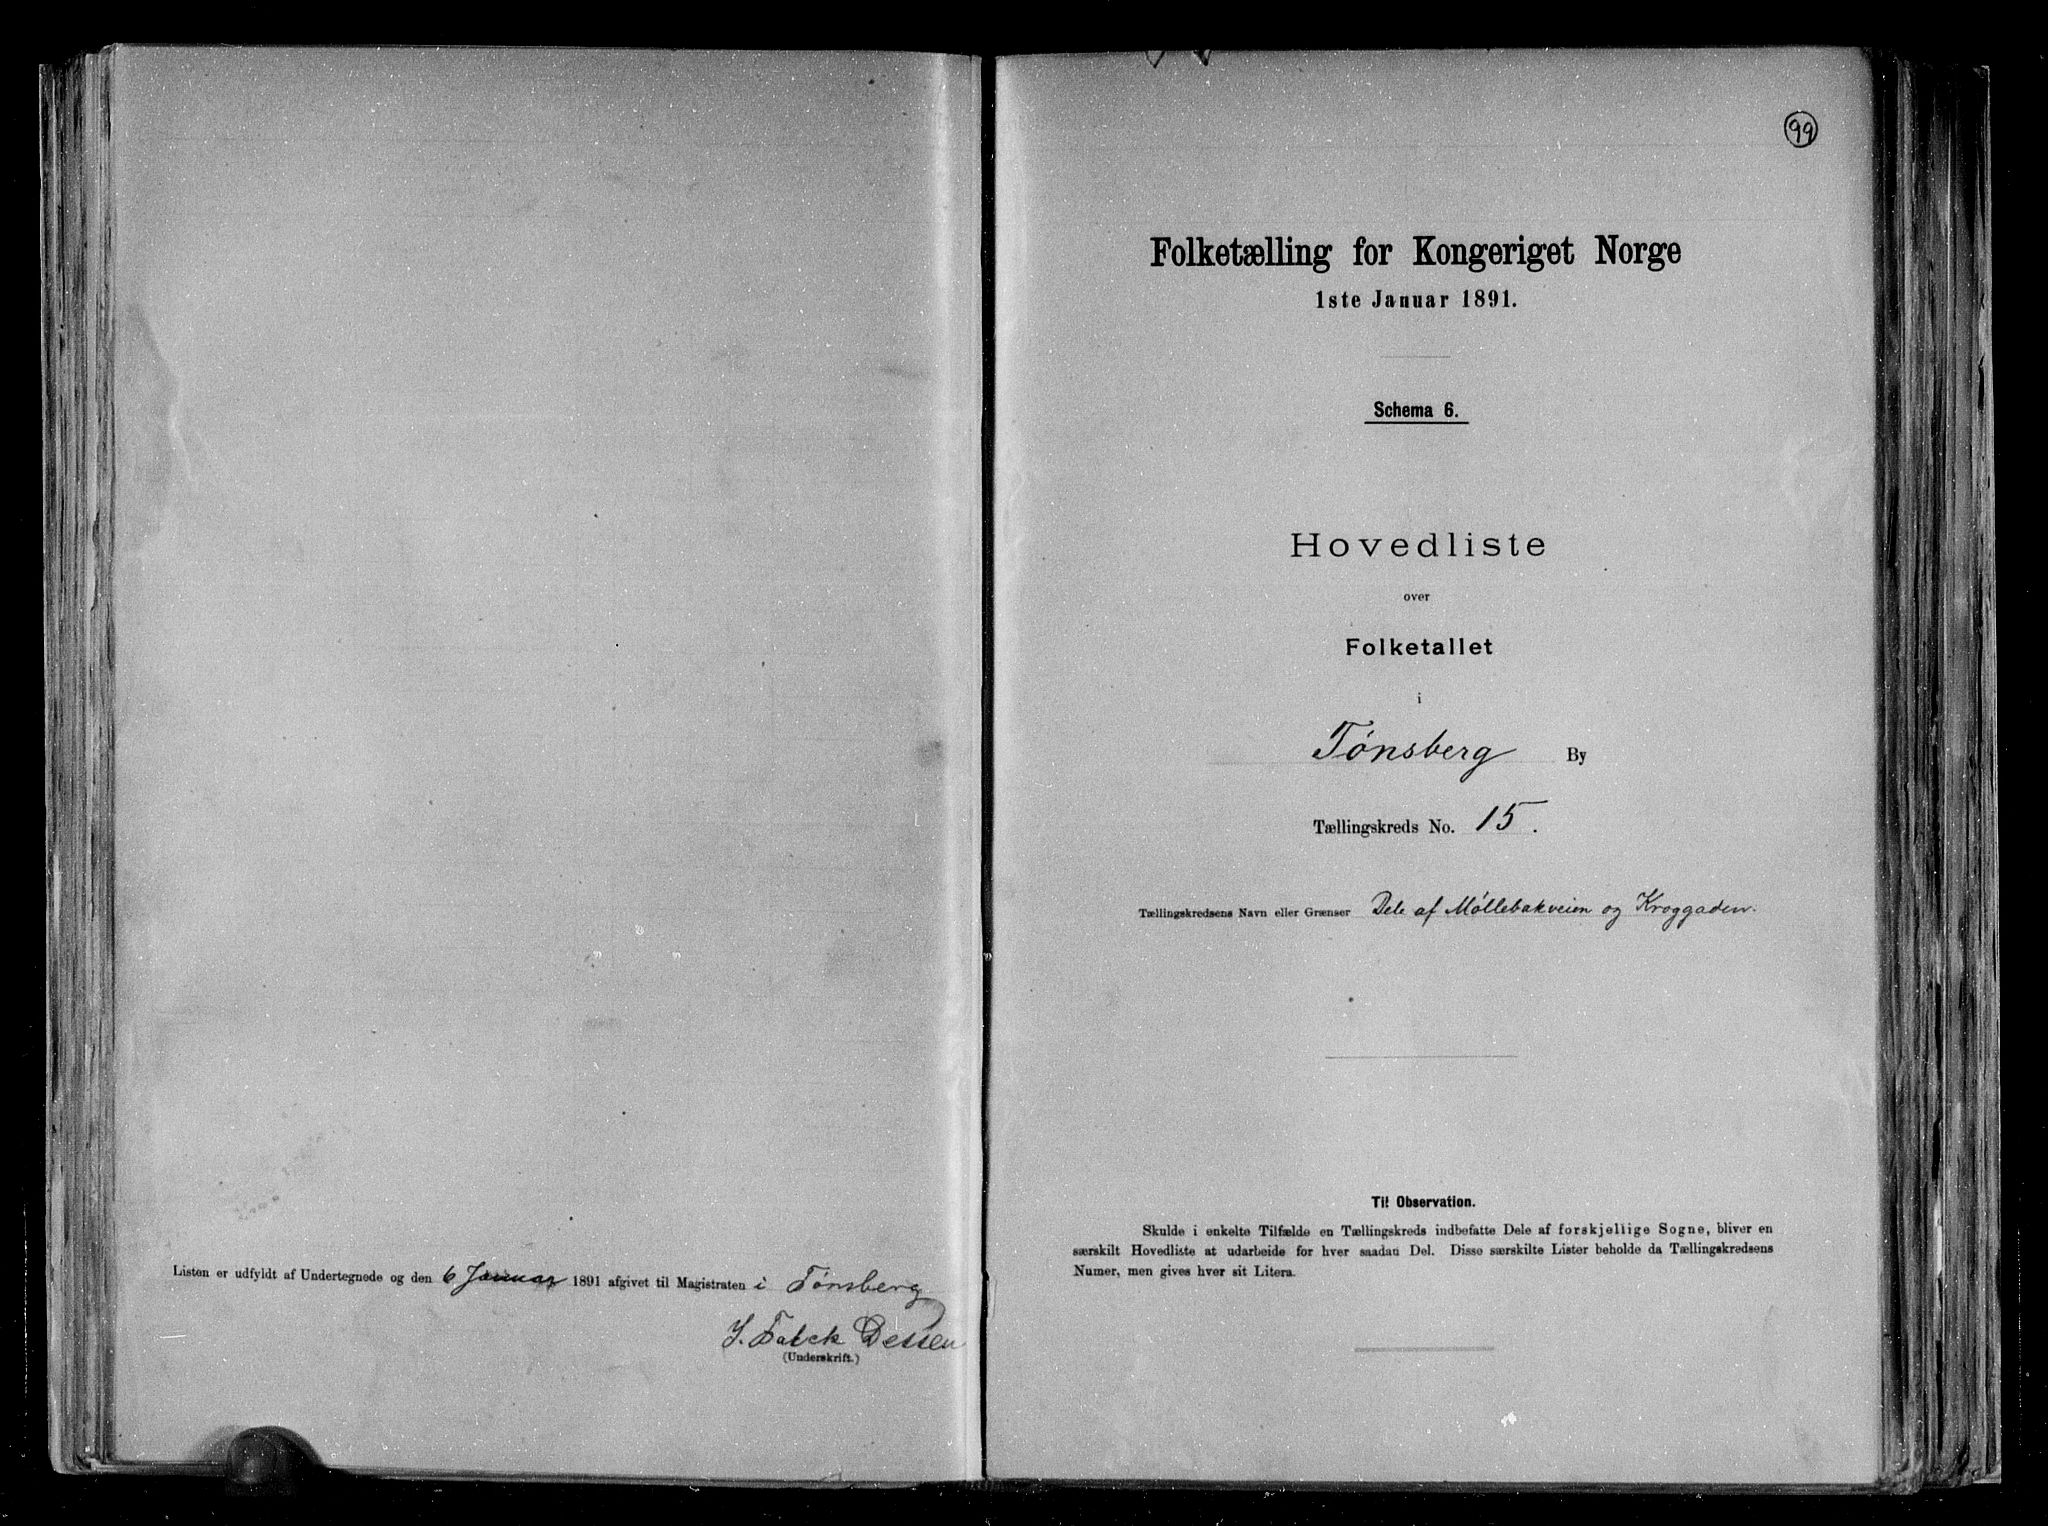 Listen er udfyldt af Undertegnede og den 6 Januar 1891 afgivet til Magistraten i Tønsberg
J. Falck Dessen
(Underskrift.)
99
Folketælling for Kongeriget Norge
1ste Januar 1891.
Schema 6.
Hovedliste
over
Folketallet
i
Tønsberg By
Tællingskreds No. 15.
Tællingskredsens Navn eller Grænser Dele af Møllebakveien og Kroggaden.
Til Observation.
Skulde i enkelte Tilfælde en Tællingskreds indbefatte Dele af forskjellige Sogne, bliver en
særskilt Hovedliste at udarbeide for hver saadan Del. Disse særskilte Lister beholde da Tællingskredsens
Numer, men gives hver sit Litera.